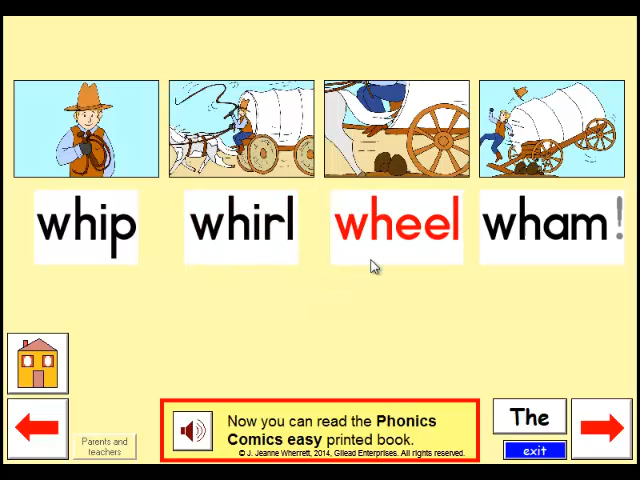 whip whirl wheel wham!
The
Now you can read the Phonics
Comics easy printed book.
© J. Jeanne Wherrett, 2014, Gilead Enterprises. All rights reserved.
Parents and
teachers
exit